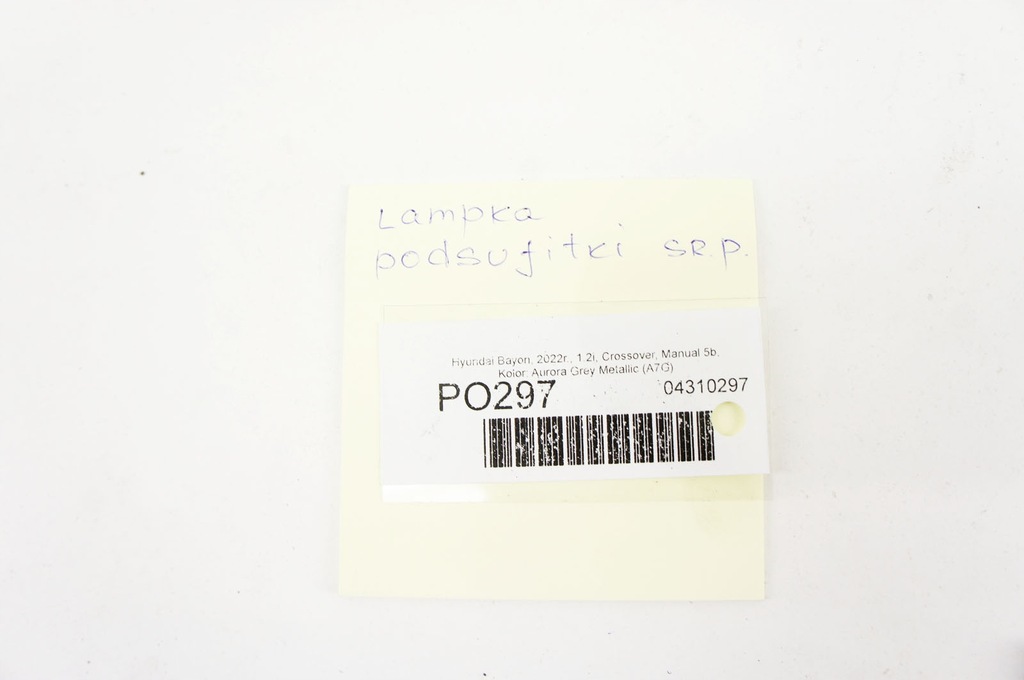 Lampka
podsufitki SR.P.
Hyundai Bayon, 2022r., 1.2i, Crossover, Manual 5b,
Kolor: Aurora Grey Metallic (A7G)
PO297
04310297